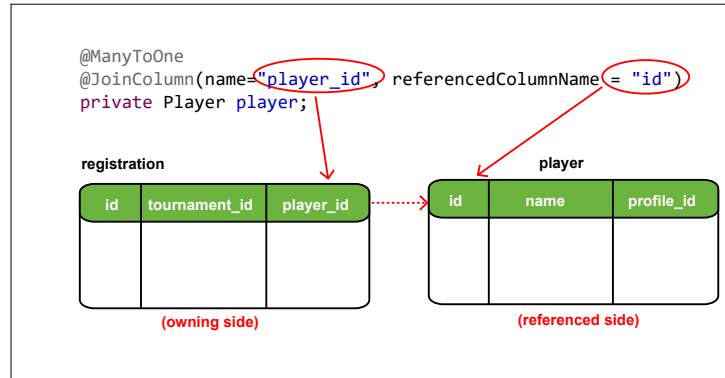 @ManyToOne
@JoinColumn(name="player_id", referencedColumnName = "id")
private Player player;
registration
player
id tournament_id player_id
id name profile_id
(owning side)
(referenced side)